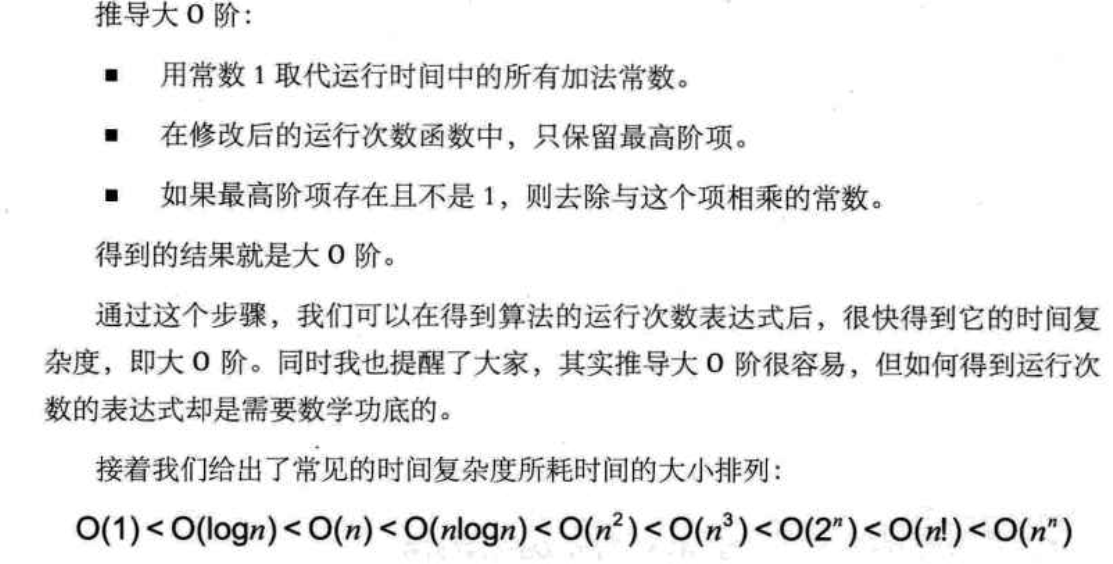 推导大 O 阶：
■ 用常数 1 取代运行时间中的所有加法常数。
■ 在修改后的运行次数函数中，只保留最高阶项。
■ 如果最高阶项存在且不是 1，则去除与这个项相乘的常数。
得到的结果就是大 O 阶。
通过这个步骤，我们可以在得到算法的运行次数表达式后，很快得到它的时间复
杂度，即大 O 阶。同时我也提醒了大家，其实推导大 O 阶很容易，但如何得到运行次
数的表达式却是需要数学功底的。
接着我们给出了常见的时间复杂度所耗时间的大小排列：
O(1) < O(logn) < O(n) < O(nlogn) < O(n²) < O(n³) < O(2ⁿ) < O(n!) < O(nⁿ)